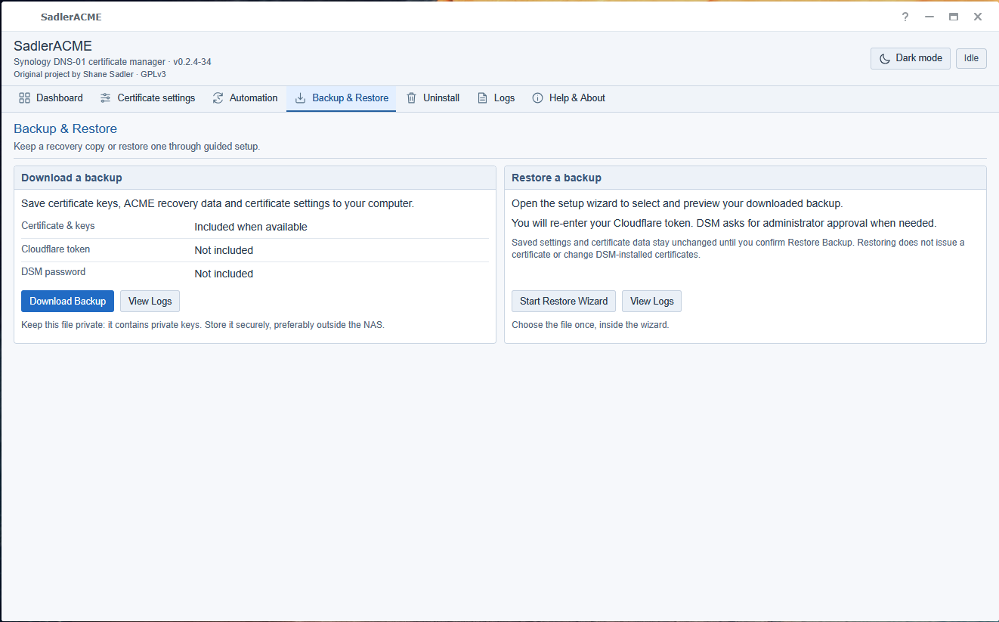 SadlerACME
?
SadlerACME
Synology DNS-01 certificate manager · v0.2.4-34
Original project by Shane Sadler · GPLv3
Dark mode
Idle
Dashboard
Certificate settings
Automation
Backup & Restore
Uninstall
Logs
Help & About
Backup & Restore
Keep a recovery copy or restore one through guided setup.
Download a backup
Save certificate keys, ACME recovery data and certificate settings to your computer.
Certificate & keys
Included when available
Cloudflare token
Not included
DSM password
Not included
Download Backup
View Logs
Keep this file private: it contains private keys. Store it securely, preferably outside the NAS.
Restore a backup
Open the setup wizard to select and preview your downloaded backup.
You will re-enter your Cloudflare token. DSM asks for administrator approval when needed.
Saved settings and certificate data stay unchanged until you confirm Restore Backup. Restoring does not issue a
certificate or change DSM-installed certificates.
Start Restore Wizard
View Logs
Choose the file once, inside the wizard.